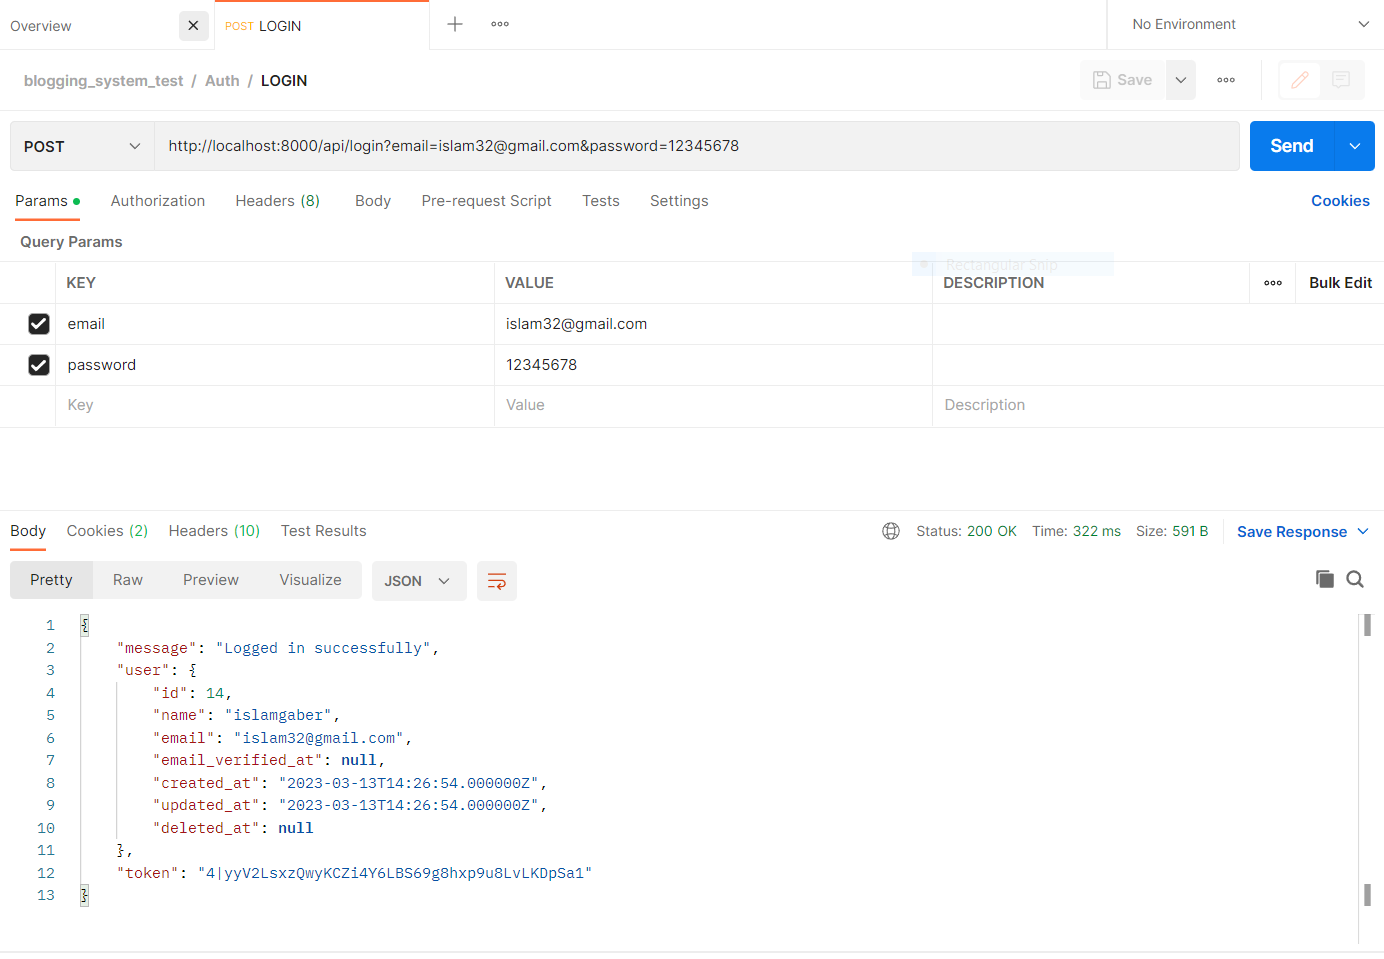 Overview
POST LOGIN
No Environment
blogging_system_test / Auth / LOGIN
Save
POST
http://localhost:8000/api/login?email=islam32@gmail.com&password=12345678
Send
Params Authorization Headers (8) Body Pre-request Script Tests Settings Cookies
Query Params
Rectangular Snip
KEY VALUE DESCRIPTION Bulk Edit
email islam32@gmail.com
password 12345678
Key Value Description
Body Cookies (2) Headers (10) Test Results Status: 200 OK Time: 322 ms Size: 591 B Save Response
Pretty Raw Preview Visualize JSON
1 {
2 "message": "Logged in successfully",
3 "user": {
4 "id": 14,
5 "name": "islamgaber",
6 "email": "islam32@gmail.com",
7 "email_verified_at": null,
8 "created_at": "2023-03-13T14:26:54.000000Z",
9 "updated_at": "2023-03-13T14:26:54.000000Z",
10 "deleted_at": null
11 },
12 "token": "4|yyV2LsxzQwyKCZi4Y6LBS69g8hxp9u8LvLKDpSa1"
13 }